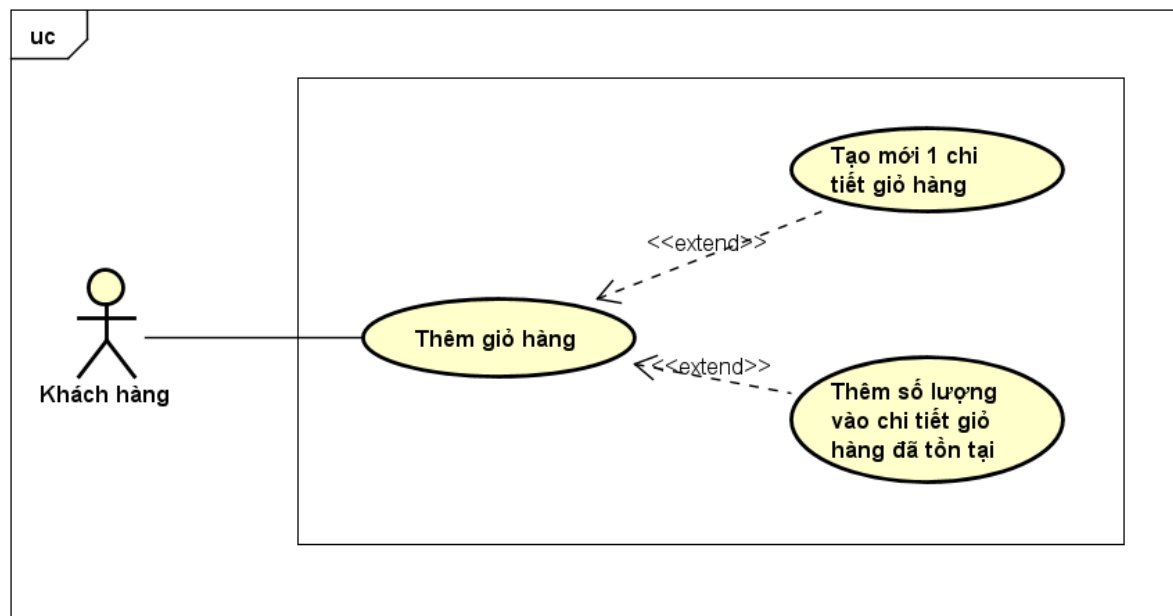 uc
Tạo mới 1 chi
tiết giỏ hàng
<<extend>>
Thêm giỏ hàng
<<extend>>
Khách hàng
Thêm số lượng
vào chi tiết giỏ
hàng đã tồn tại